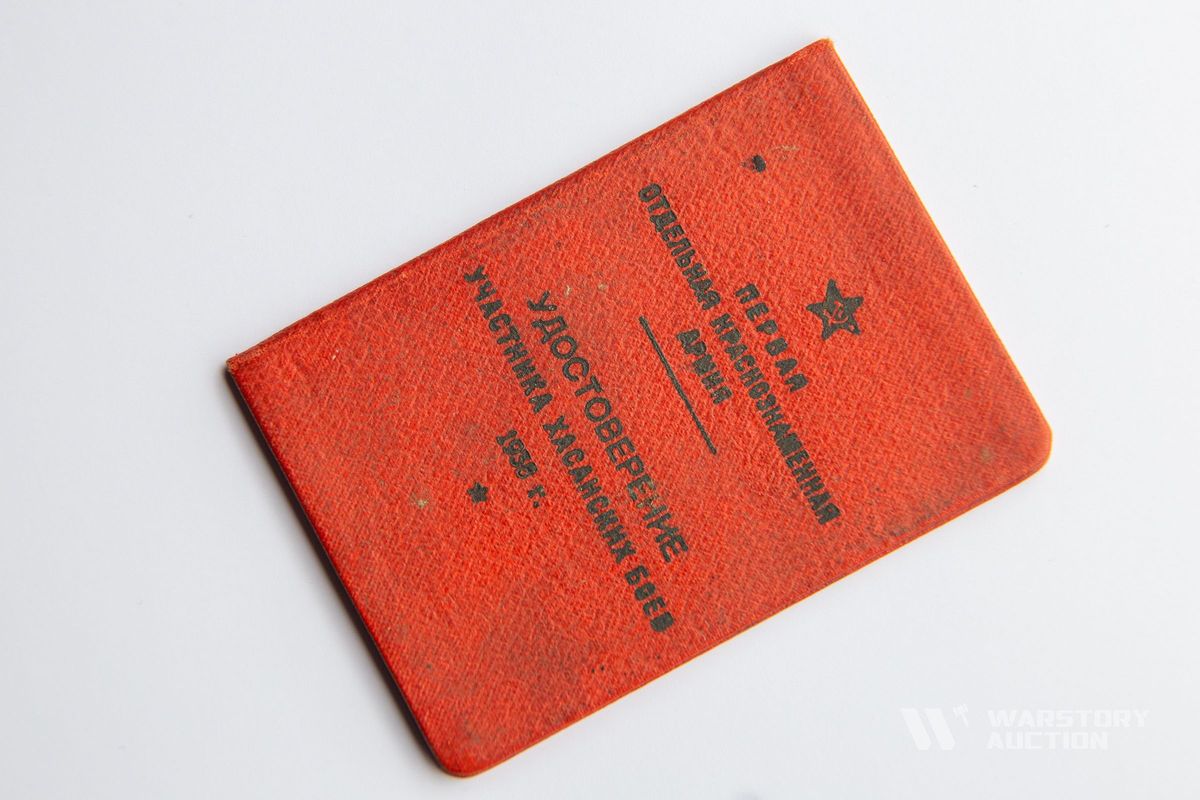 ПЕРВАЯ
ОТДЕЛЬНАЯ КРАСНОЗНАМЕННАЯ
АРМИЯ
УДОСТОВЕРЕНИЕ
УЧАСТНИКА ХАСАНСКИХ БОЕВ
1938 г.
WARSTORY
AUCTION